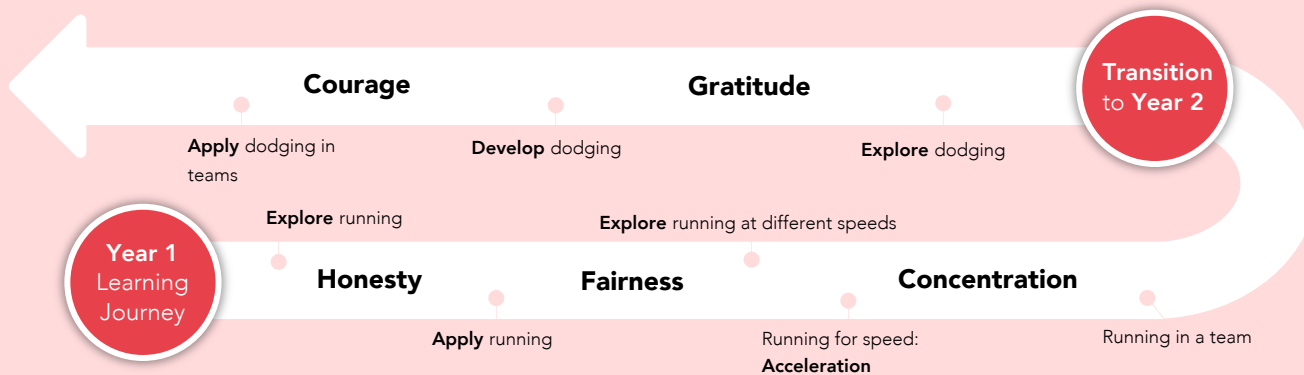 Courage
Gratitude
Transition
to Year 2
Apply dodging in
teams
Develop dodging
Explore dodging
Explore running
Explore running at different speeds
Year 1
Learning
Journey
Honesty
Fairness
Concentration
Apply running
Running for speed:
Acceleration
Running in a team